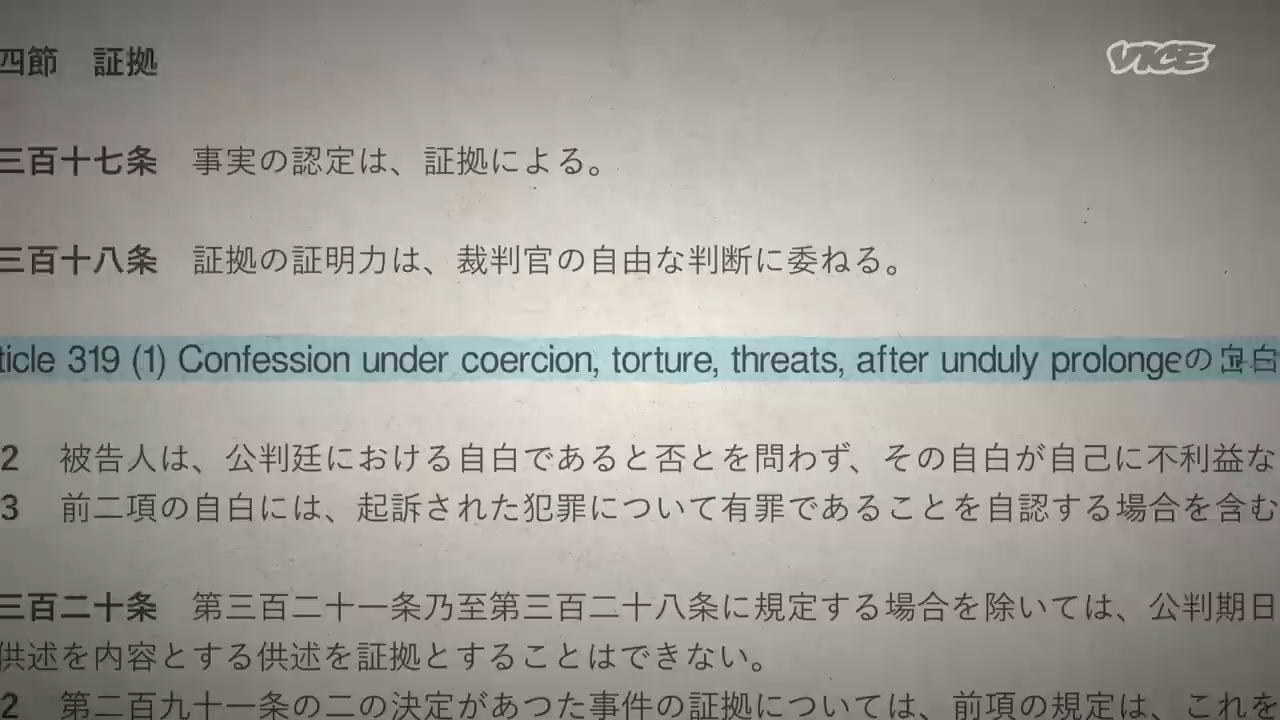 四節　証拠
VICE
三百十七条　事実の認定は、証拠による。
三百十八条　証拠の証明力は、裁判官の自由な判断に委ねる。
ticle 319 (1) Confession under coercion, torture, threats, after unduly prolongeの自白
2　被告人は、公判廷における自白であると否とを問わず、その自白が自己に不利益な
3　前二項の自白には、起訴された犯罪について有罪であることを自認する場合を含む
三百二十条　第三百二十一条乃至第三百二十八条に規定する場合を除いては、公判期日
供述を内容とする供述を証拠とすることはできない。
2　第二百九十一条の二の決定があつた事件の証拠については、前項の規定は、これを